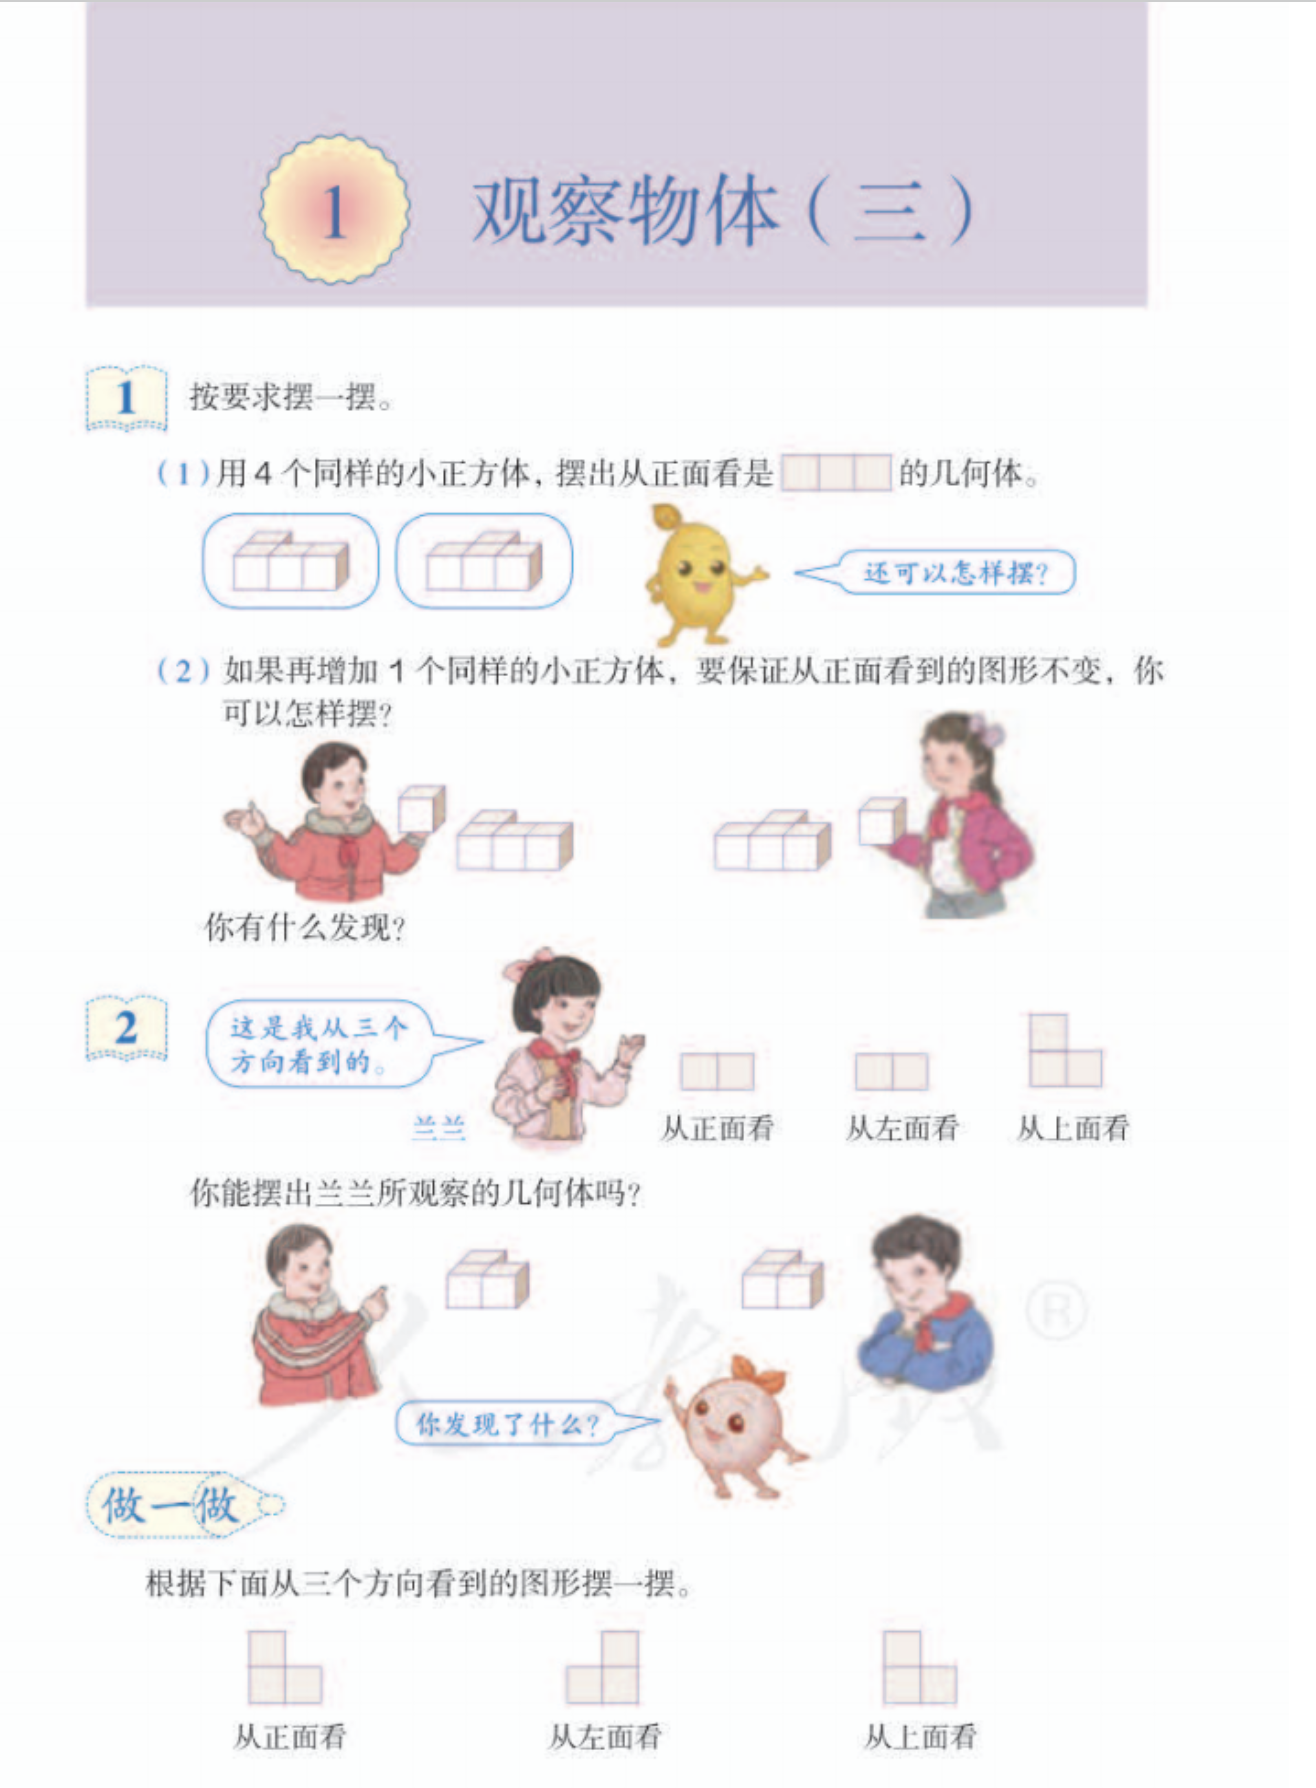 1 观察物体（三）
1 按要求摆一摆。
（1）用 4 个同样的小正方体，摆出从正面看是 的几何体。
还可以怎样摆？
（2）如果再增加 1 个同样的小正方体，要保证从正面看到的图形不变，你
可以怎样摆？
你有什么发现？
2
这是我从三个
方向看到的。
兰兰
从正面看 从左面看 从上面看
你能摆出兰兰所观察的几何体吗？
®
你发现了什么？
做一做
根据下面从三个方向看到的图形摆一摆。
从正面看 从左面看 从上面看